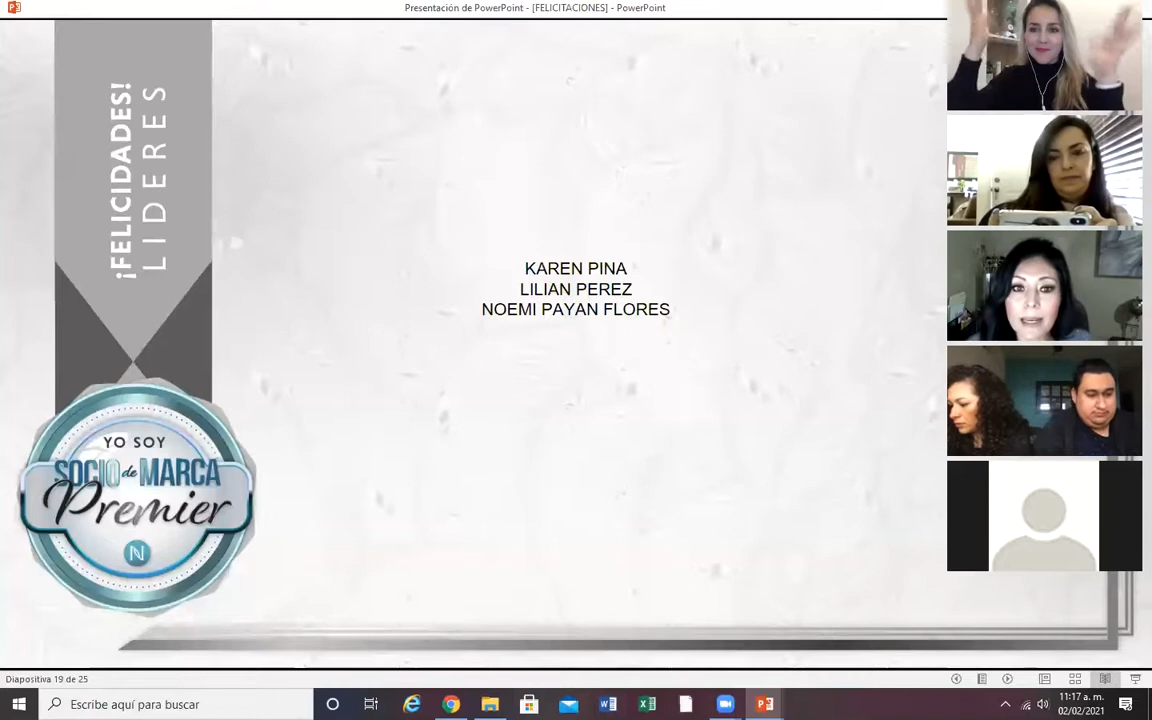 Presentación de PowerPoint - [FELICITACIONES] - PowerPoint
¡FELICIDADES!
LIDERES
KAREN PINA
LILIAN PEREZ
NOEMI PAYAN FLORES
YO SOY
SOCIO de MARCA
Premier
N
Diapositiva 19 de 25
Escribe aquí para buscar
11:17 a. m.
02/02/2021